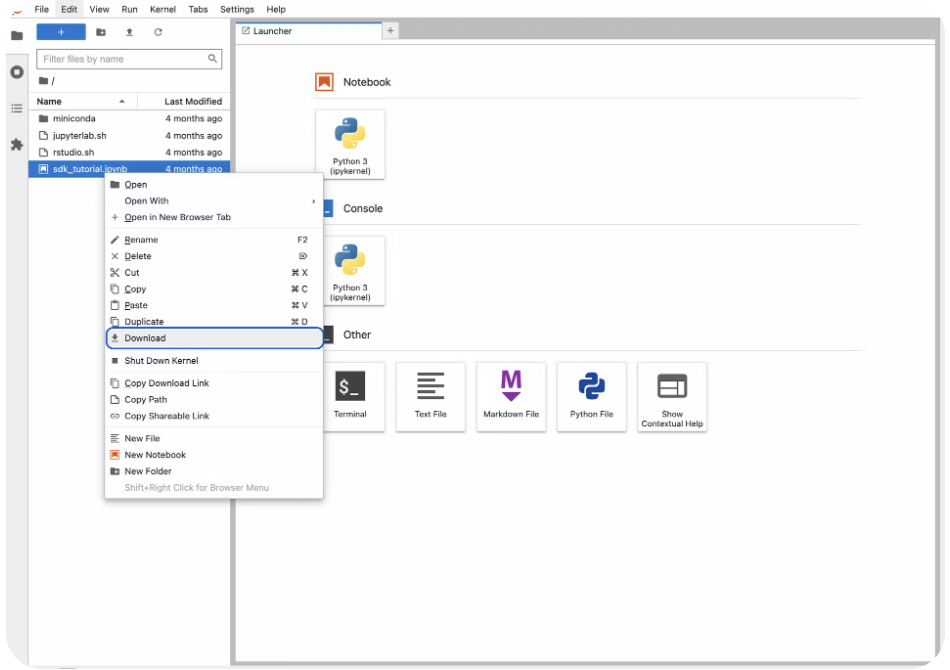 File Edit View Run Kernel Tabs Settings Help
+
Filter files by name
/
Name Last Modified
miniconda 4 months ago
jupyterlab.sh 4 months ago
rstudio.sh 4 months ago
sdk_tutorial.ipynb 4 months ago
Open
Open With ›
+ Open in New Browser Tab
Rename F2
Delete ⌦
Cut ⌘ X
Copy ⌘ C
Paste ⌘ V
Duplicate ⌘ D
Download
Shut Down Kernel
Copy Download Link
Copy Path
Copy Shareable Link
New File
New Notebook
New Folder
Shift+Right Click for Browser Menu
Launcher +
Notebook
Python 3
(ipykernel)
Console
Python 3
(ipykernel)
Other
$_
Terminal
Text File
M
Markdown File
Python File
Show
Contextual Help